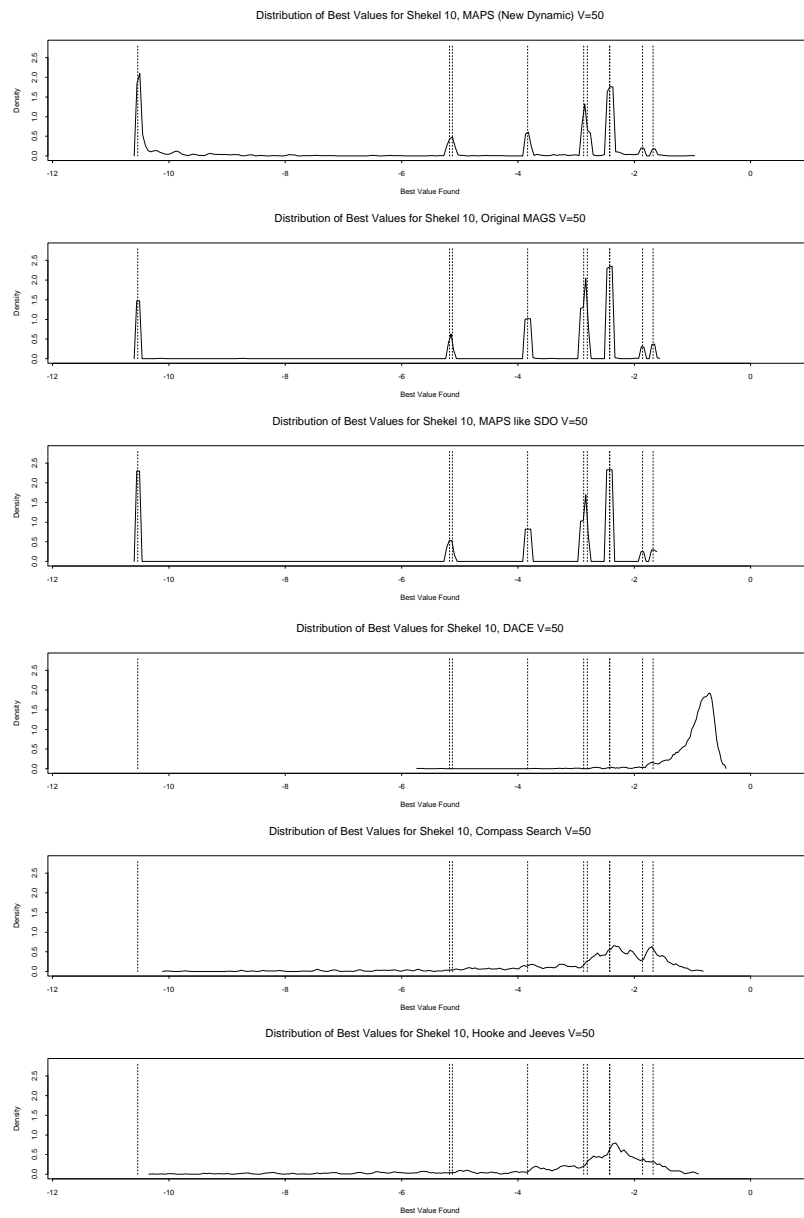 Distribution of Best Values for Shekel 10, MAPS (New Dynamic) V=50
Density
0.0 0.5 1.0 1.5 2.0 2.5
-12 -10 -8 -6 -4 -2 0
Best Value Found
Distribution of Best Values for Shekel 10, Original MAGS V=50
Density
0.0 0.5 1.0 1.5 2.0 2.5
-12 -10 -8 -6 -4 -2 0
Best Value Found
Distribution of Best Values for Shekel 10, MAPS like SDO V=50
Density
0.0 0.5 1.0 1.5 2.0 2.5
-12 -10 -8 -6 -4 -2 0
Best Value Found
Distribution of Best Values for Shekel 10, DACE V=50
Density
0.0 0.5 1.0 1.5 2.0 2.5
-12 -10 -8 -6 -4 -2 0
Best Value Found
Distribution of Best Values for Shekel 10, Compass Search V=50
Density
0.0 0.5 1.0 1.5 2.0 2.5
-12 -10 -8 -6 -4 -2 0
Best Value Found
Distribution of Best Values for Shekel 10, Hooke and Jeeves V=50
Density
0.0 0.5 1.0 1.5 2.0 2.5
-12 -10 -8 -6 -4 -2 0
Best Value Found